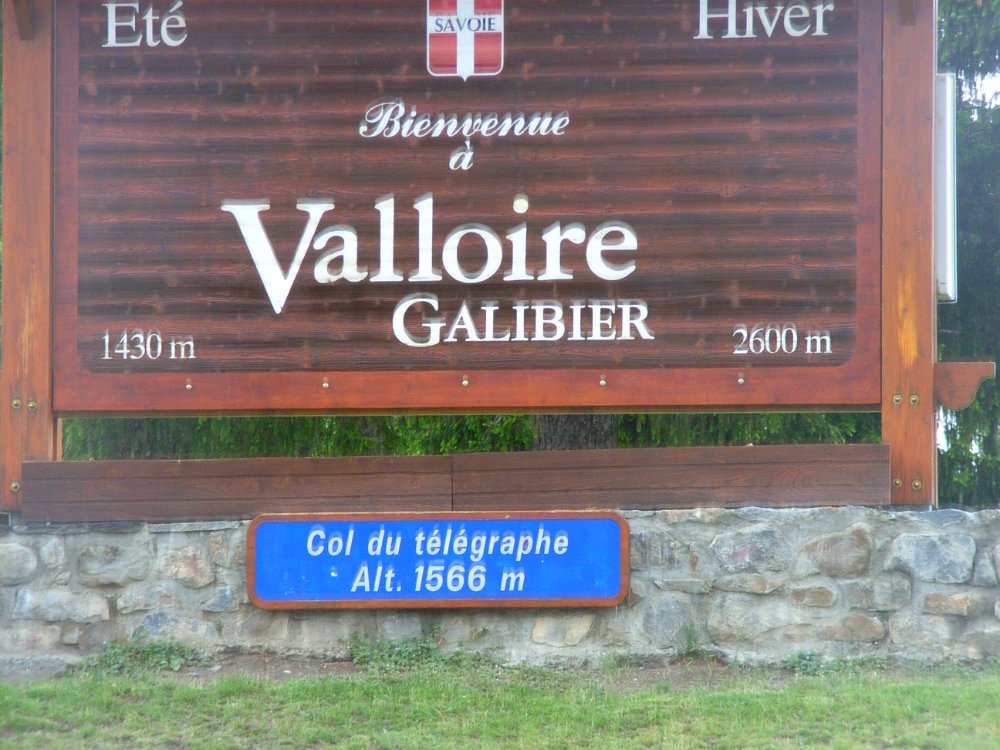 Eté
SAVOIE
Hiver
Bienvenue
à
Valloire
GALIBIER
1430 m
2600 m
Col du télégraphe
Alt. 1566 m